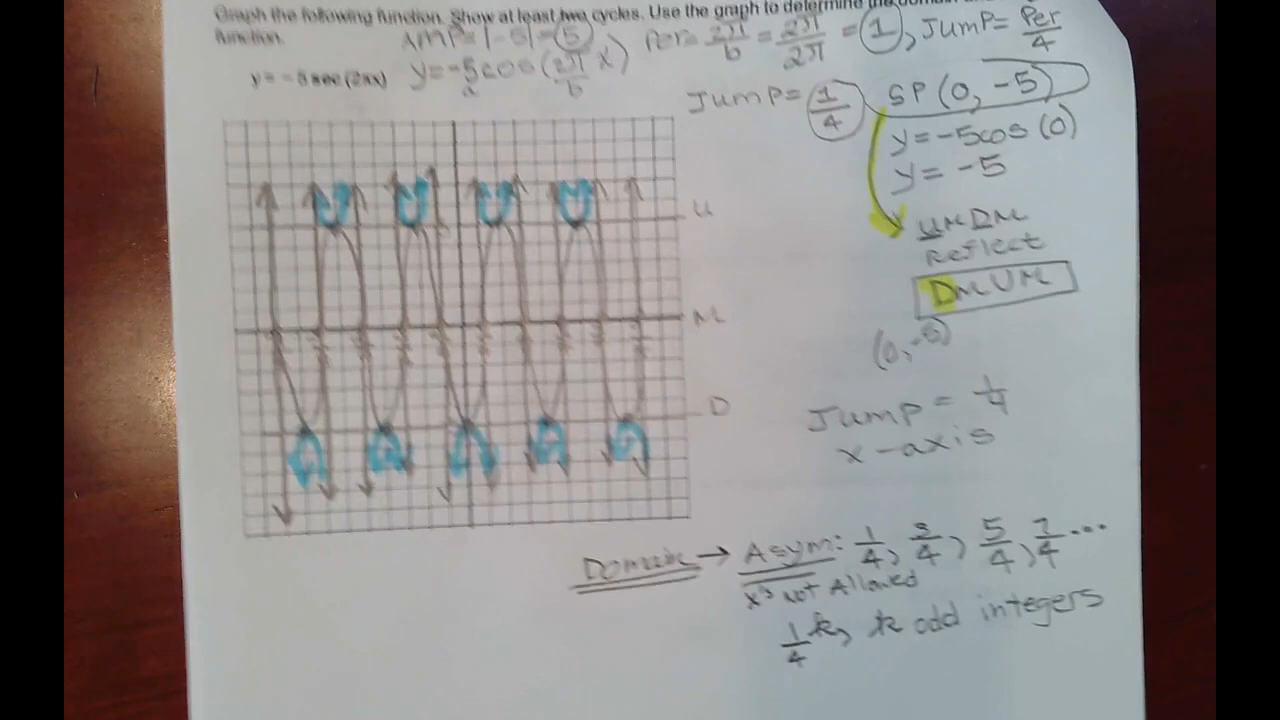 Graph the following function. Show at least two cycles. Use the graph to determine the domain
function.
AMP = |-5| = 5
Per = 2π/b = 2π/2π = 1, Jump = Per/4
y = -5 sec (2πx)
y = -5 cos (2π x)
a b
Jump = 1/4
SP (0, -5)
y = -5cos (0)
y = -5
U
UMDM
Reflect
DMUM
M
(0, -5)
D
Jump = 1/4
x-axis
Domain → Asym: 1/4, 3/4, 5/4, 7/4 ...
x's not Allowed
1/4 k, k odd integers